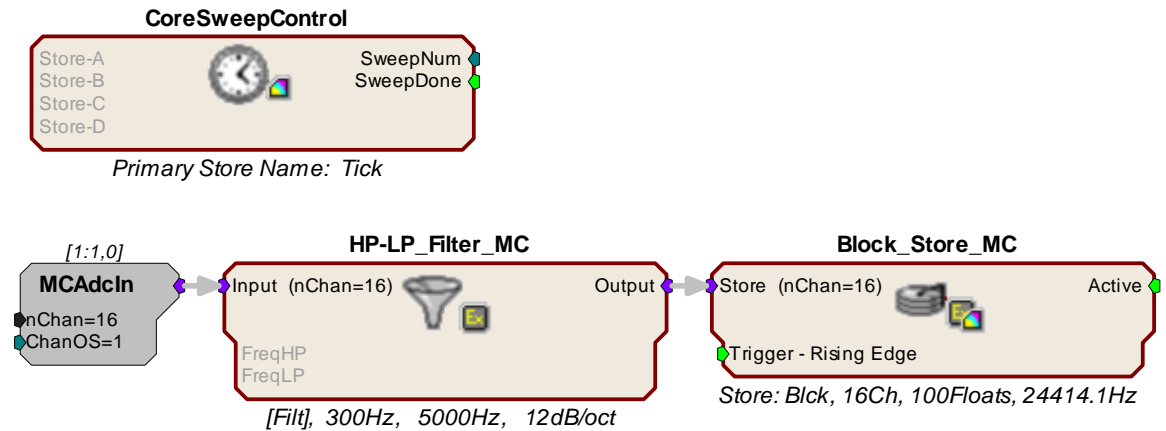 CoreSweepControl
Store-A
SweepNum
Store-B
SweepDone
Store-C
Store-D
Primary Store Name: Tick
[1:1,0]
MCAdcIn
nChan=16
ChanOS=1
HP-LP_Filter_MC
Input (nChan=16)
Output
Ex
FreqHP
FreqLP
[Filt], 300Hz, 5000Hz, 12dB/oct
Block_Store_MC
Store (nChan=16)
Active
Trigger - Rising Edge
Store: Blck, 16Ch, 100Floats, 24414.1Hz